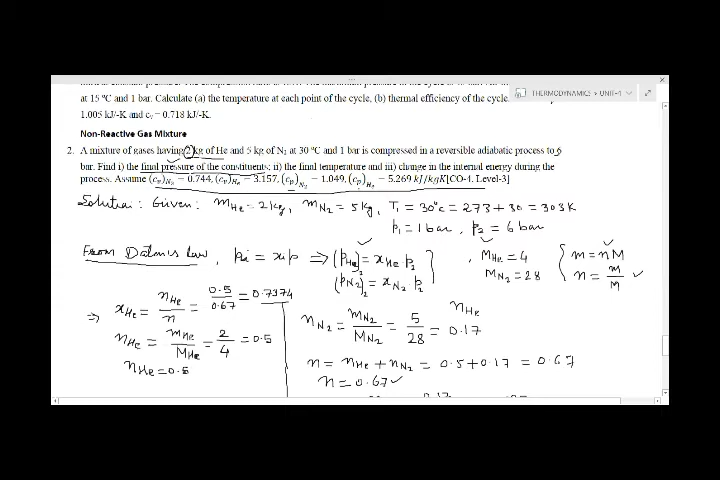 THERMODYNAMICS • UNIT-4
at 15 °C and 1 bar. Calculate (a) the temperature at each point of the cycle, (b) thermal efficiency of the cycle.
1.005 kJ/-K and cv= 0.718 kJ/-K.
Non-Reactive Gas Mixture
2. A mixture of gases having 2 kg of He and 5 kg of N2 at 30 °C and 1 bar is compressed in a reversible adiabatic process to 6
bar. Find i) the final pressure of the constituents; ii) the final temperature and iii) change in the internal energy during the
process. Assume (cv)N2 = 0.744, (cv)He = 3.157, (cp)N2 = 1.049, (cp)He = 5.269 kJ/kgK[CO-4. Level-3]
Solution: Given: mHe = 2 kg, mN2 = 5 kg, T1 = 30°C = 273 + 30 = 303 K
p1 = 1 bar, p2 = 6 bar
From Dalton's Law, pi = xi p ⇒ (pHe)2 = xHe · p2
(pN2)2 = xN2 · p2
, MHe = 4
MN2 = 28
m = nM
n = m/M
⇒ xHe = nHe/n = 0.5/0.67 = 0.7374
nHe = mHe/MHe = 2/4 = 0.5
nHe = 0.5
nHe
nN2 = mN2/MN2 = 5/28 = 0.17
n = nHe + nN2 = 0.5 + 0.17 = 0.67
n = 0.67